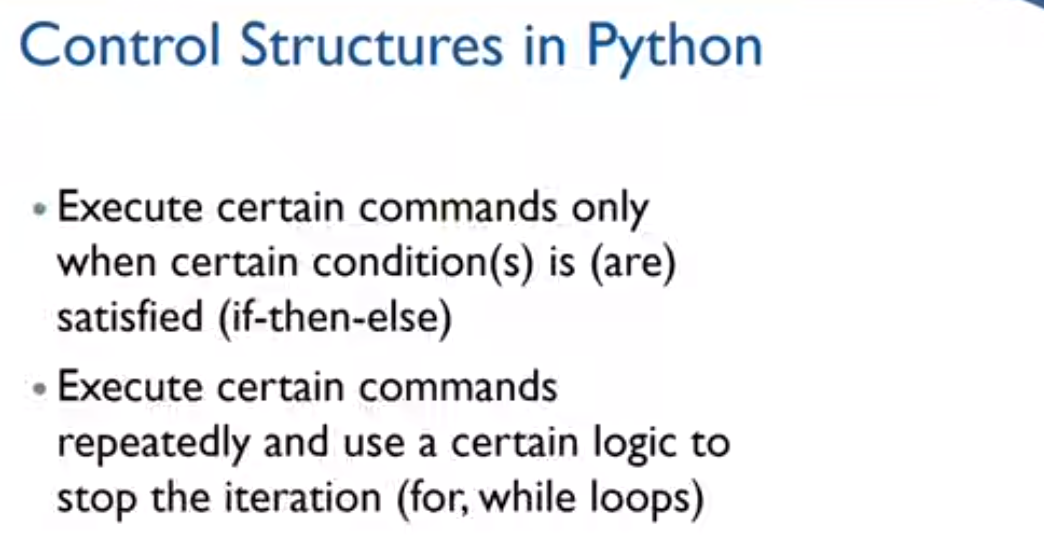 Control Structures in Python
• Execute certain commands only
when certain condition(s) is (are)
satisfied (if-then-else)
• Execute certain commands
repeatedly and use a certain logic to
stop the iteration (for, while loops)